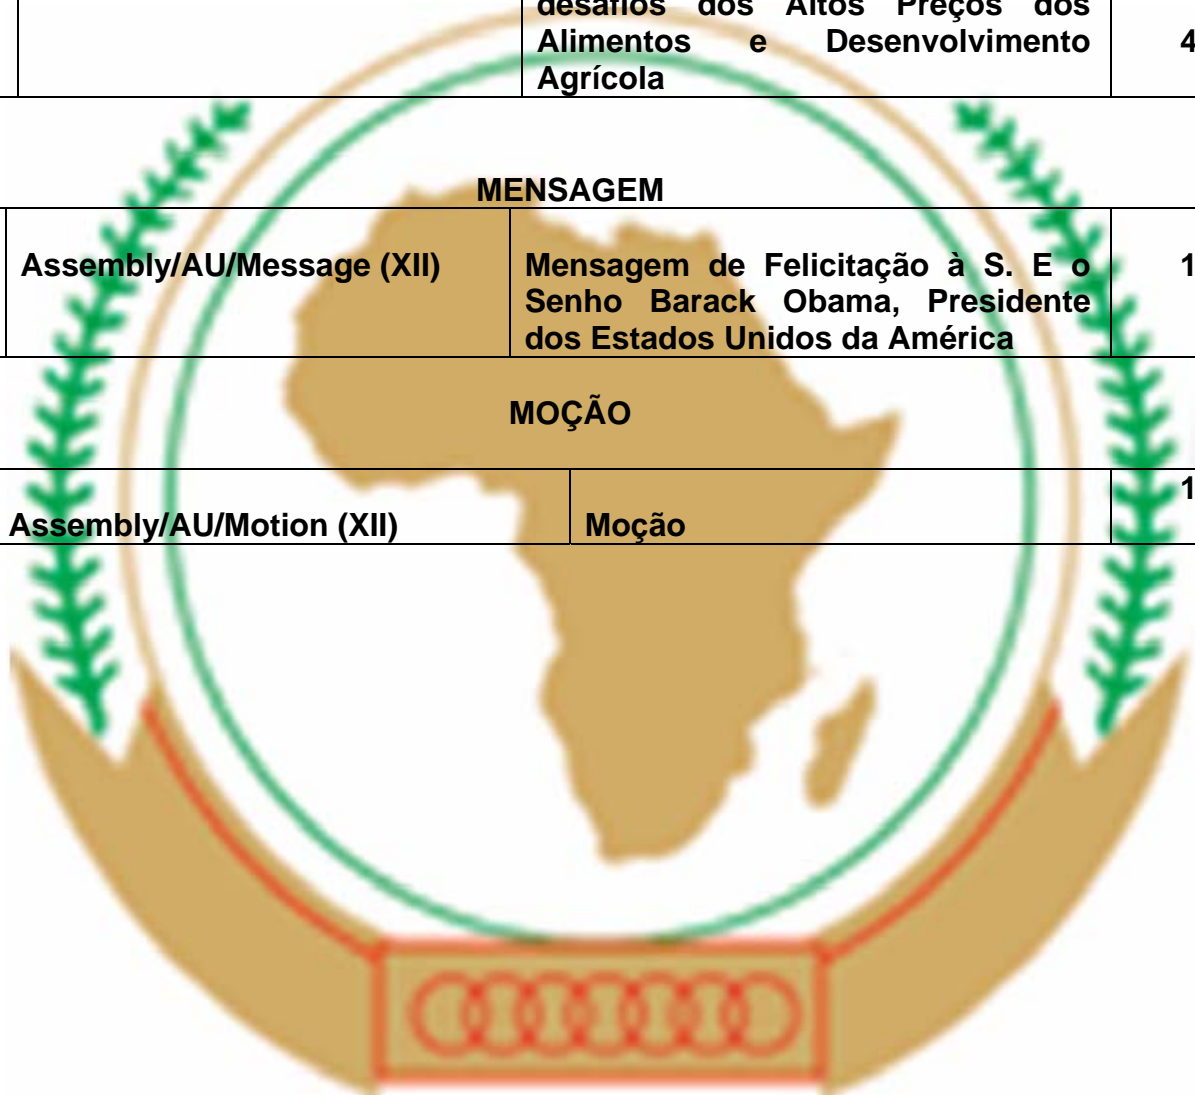 desafios dos Altos Preços dos
Alimentos e Desenvolvimento 4
Agrícola
MENSAGEM
Assembly/AU/Message (XII) Mensagem de Felicitação à S. E o 1
Senho Barack Obama, Presidente
dos Estados Unidos da América
MOÇÃO
1
Assembly/AU/Motion (XII) Moção